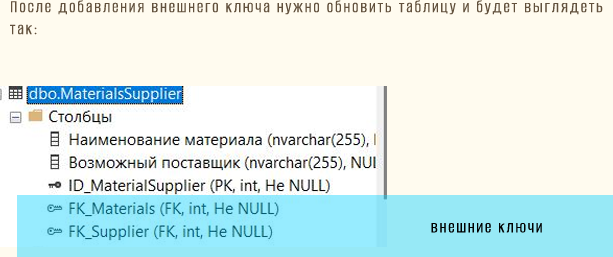 После добавления внешнего ключа нужно обновить таблицу и будет выглядеть
так:
dbo.MaterialsSupplier
Столбцы
Наименование материала (nvarchar(255),
Возможный поставщик (nvarchar(255), NUL
ID_MaterialSupplier (PK, int, Не NULL)
FK_Materials (FK, int, Не NULL)
FK_Supplier (FK, int, Не NULL)
внешние ключи